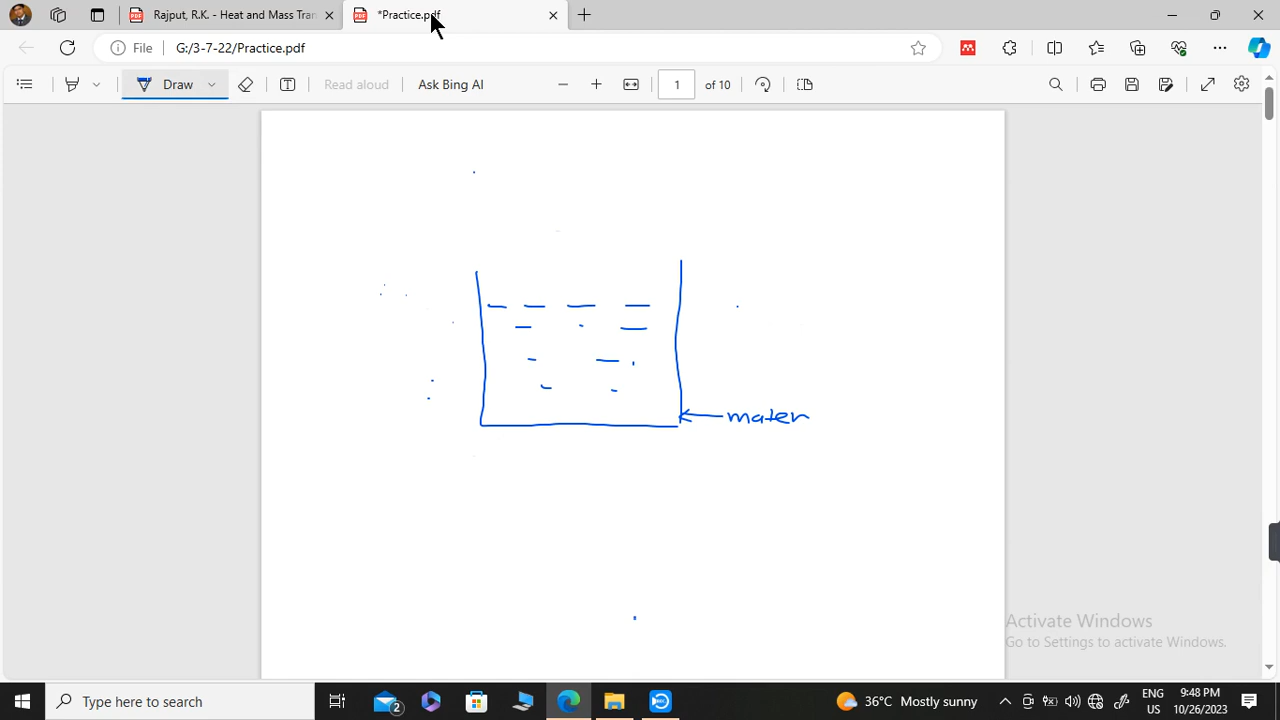 Rajput, R.K. - Heat and Mass Tran
*Practice.pdf
File
G:/3-7-22/Practice.pdf
Draw
Read aloud
Ask Bing AI
1
of 10
mater
Activate Windows
Go to Settings to activate Windows.
Type here to search
2
36°C Mostly sunny
ENG
US
9:48 PM
10/26/2023